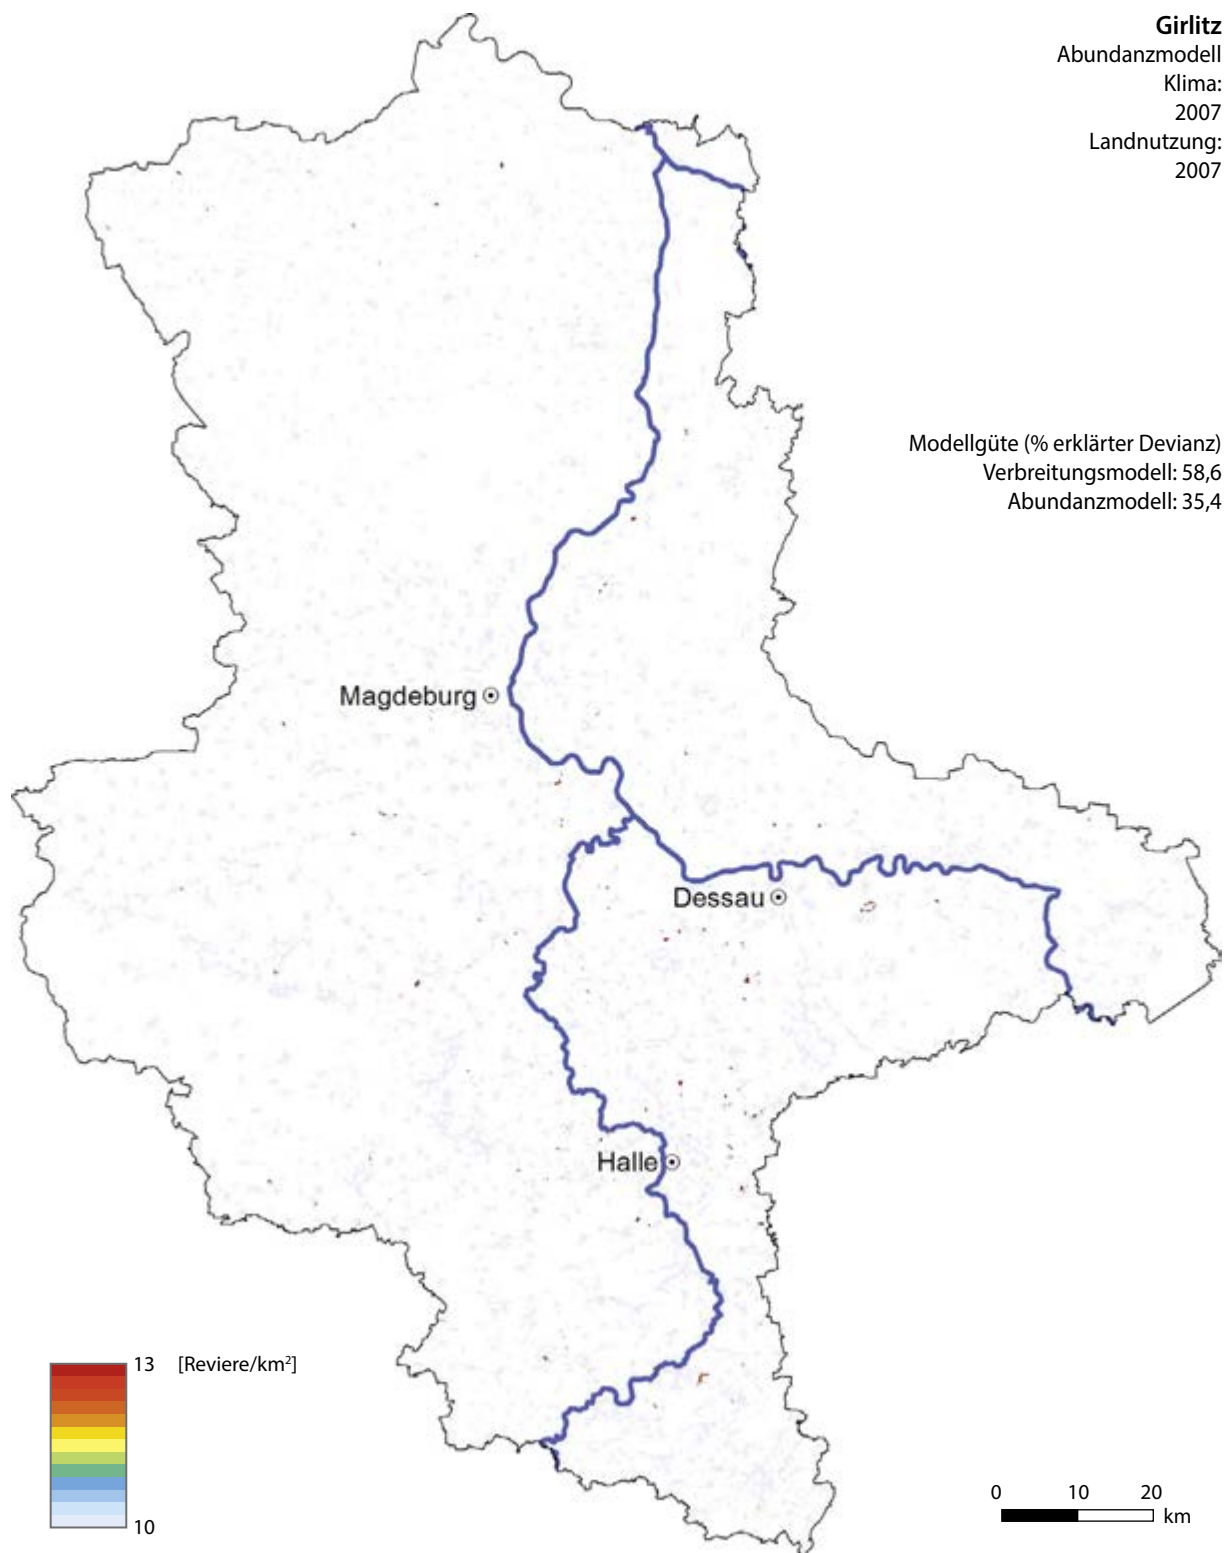 Girlitz
Abundanzmodell
Klima:
2007
Landnutzung:
2007
Modellgüte (% erklärter Devianz)
Verbreitungsmodell: 58,6
Abundanzmodell: 35,4
Magdeburg
Dessau
Halle
13 [Reviere/km²]
10
0 10 20
km